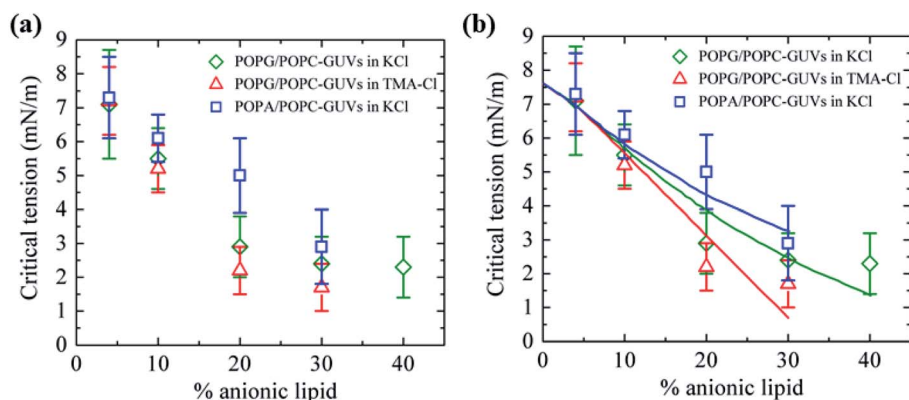 (a)
9
8
7
6
5
4
3
2
1
0
Critical tension (mN/m)
POPG/POPC-GUVs in KCl
POPG/POPC-GUVs in TMA-Cl
POPA/POPC-GUVs in KCl
0 10 20 30 40
% anionic lipid
(b)
9
8
7
6
5
4
3
2
1
0
Critical tension (mN/m)
POPG/POPC-GUVs in KCl
POPG/POPC-GUVs in TMA-Cl
POPA/POPC-GUVs in KCl
0 10 20 30 40
% anionic lipid